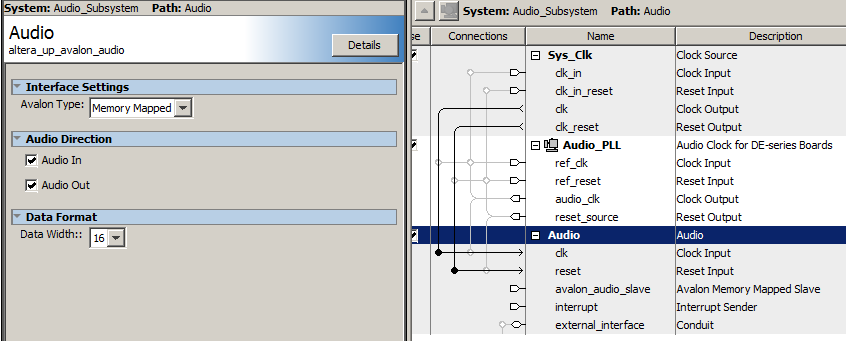 System: Audio_Subsystem Path: Audio
Audio
altera_up_avalon_audio
Details
Interface Settings
Avalon Type: Memory Mapped
Audio Direction
Audio In
Audio Out
Data Format
Data Width:: 16
System: Audio_Subsystem Path: Audio
se Connections Name Description
Sys_Clk Clock Source
clk_in Clock Input
clk_in_reset Reset Input
clk Clock Output
clk_reset Reset Output
Audio_PLL Audio Clock for DE-series Boards
ref_clk Clock Input
ref_reset Reset Input
audio_clk Clock Output
reset_source Reset Output
Audio Audio
clk Clock Input
reset Reset Input
avalon_audio_slave Avalon Memory Mapped Slave
interrupt Interrupt Sender
external_interface Conduit